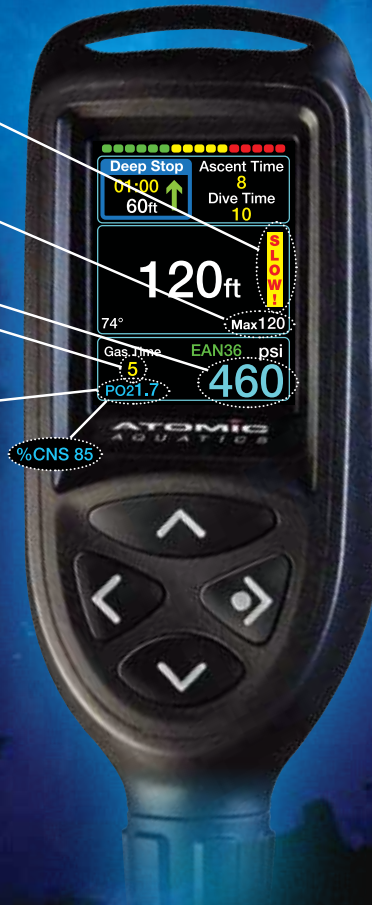 Deep Stop
01:00
60ft
Ascent Time
8
Dive Time
10
120ft
SLOW!
74°
Max120
Gas Time
5
EAN36 psi
460
PO21.7
%CNS 85
ATOMIC
AQUATICS